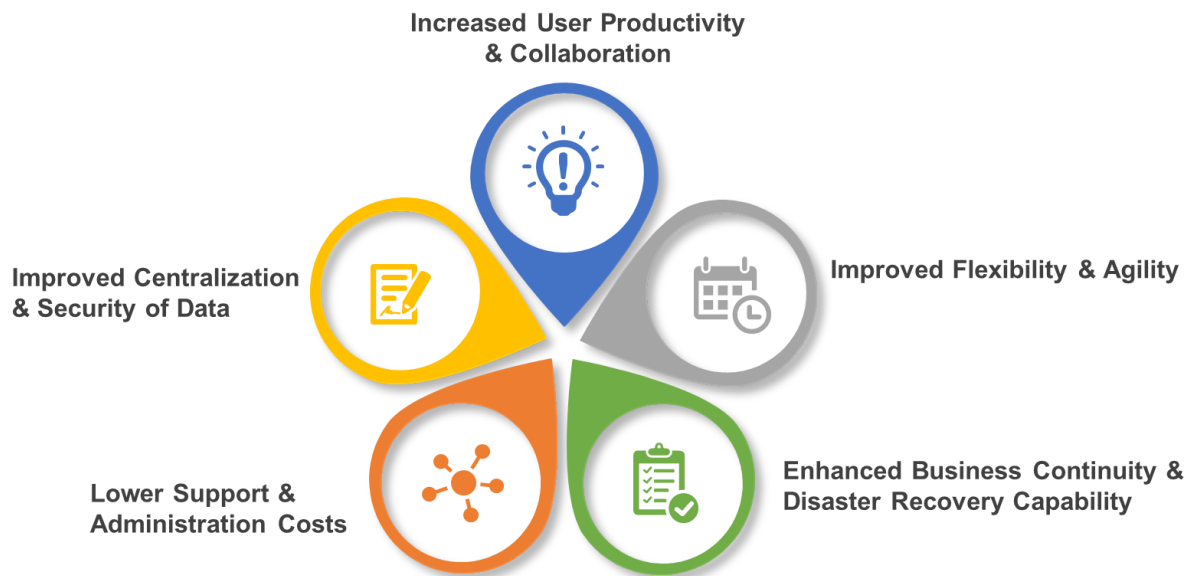 Increased User Productivity
& Collaboration
Improved Flexibility & Agility
Improved Centralization
& Security of Data
Enhanced Business Continuity &
Disaster Recovery Capability
Lower Support &
Administration Costs